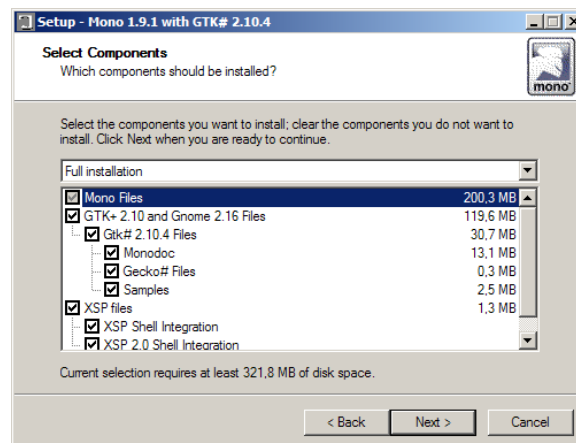 Setup - Mono 1.9.1 with GTK# 2.10.4
Select Components
Which components should be installed?
mono
Select the components you want to install; clear the components you do not want to
install. Click Next when you are ready to continue.
Full installation
Mono Files 200,3 MB
GTK+ 2.10 and Gnome 2.16 Files 119,6 MB
Gtk# 2.10.4 Files 30,7 MB
Monodoc 13,1 MB
Gecko# Files 0,3 MB
Samples 2,5 MB
XSP files 1,3 MB
XSP Shell Integration
XSP 2.0 Shell Integration
Current selection requires at least 321,8 MB of disk space.
< Back Next > Cancel